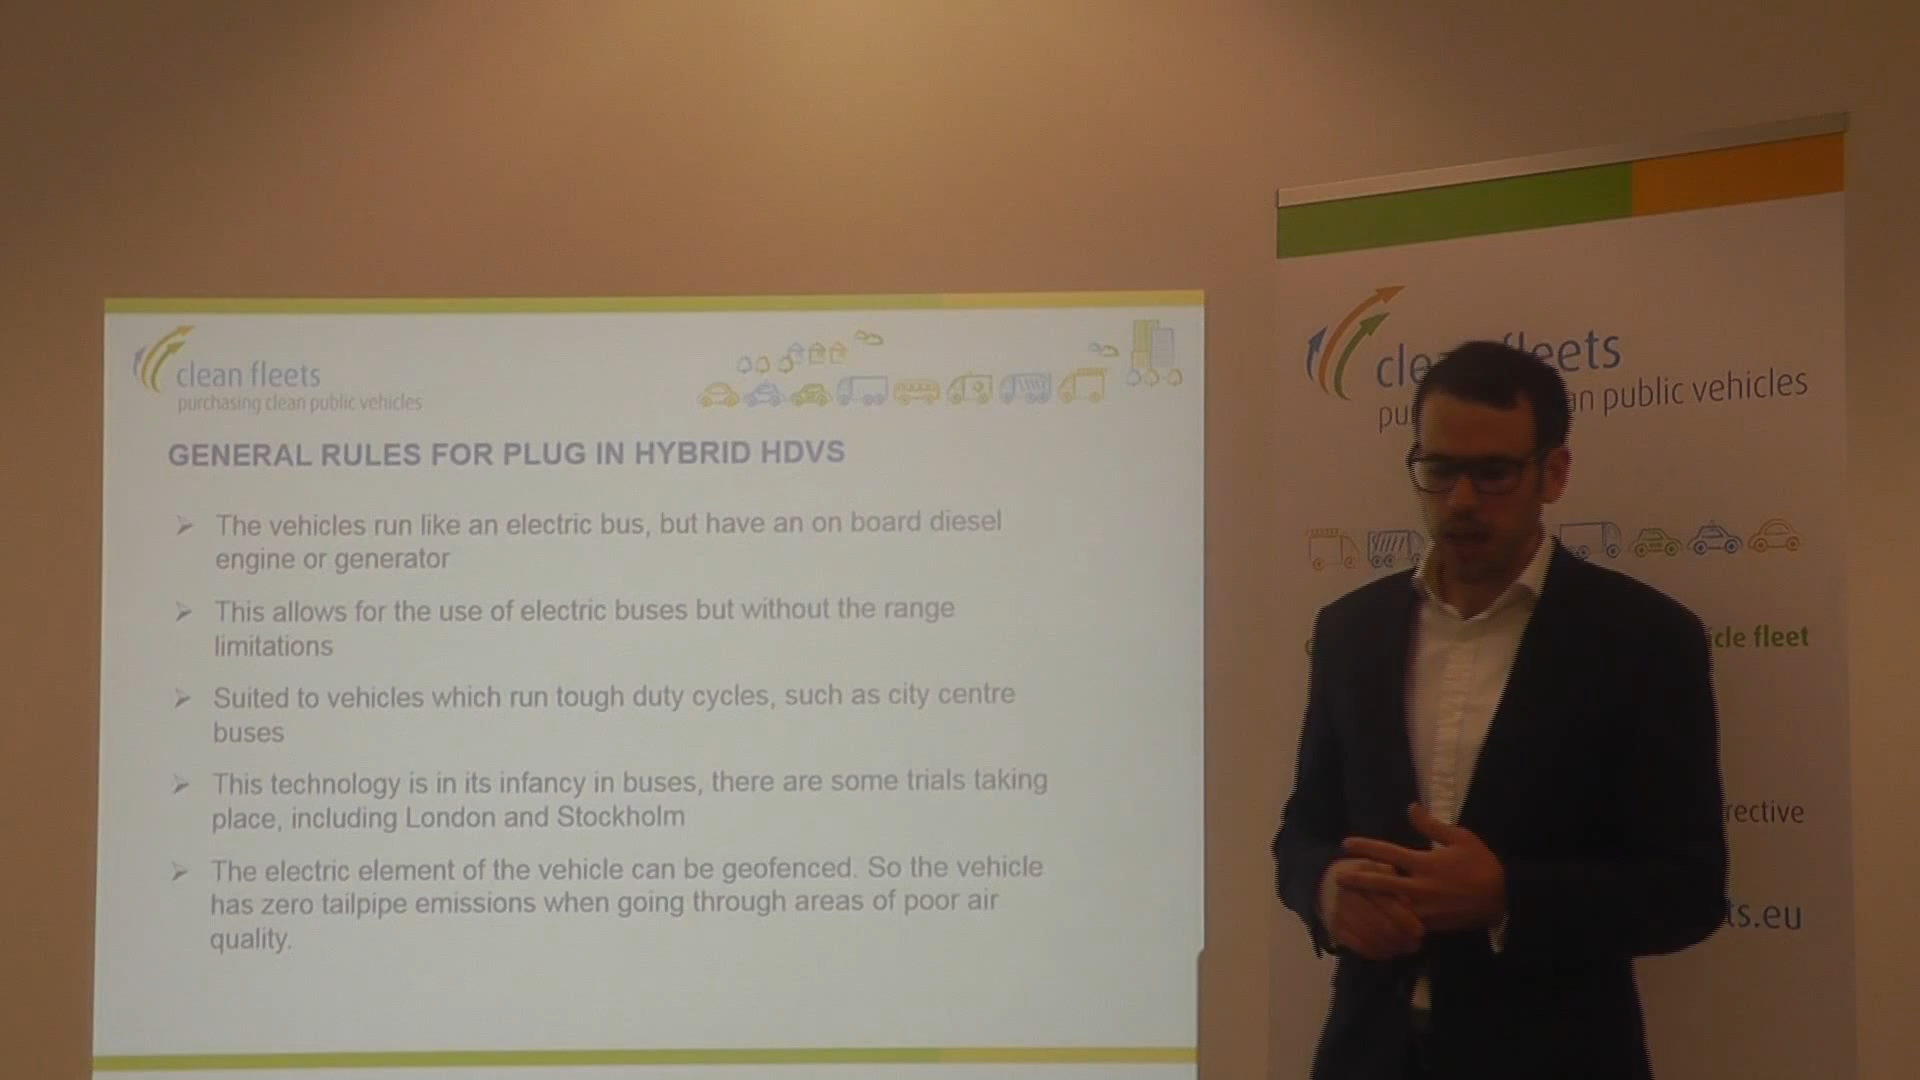 clean fleets
purchasing clean public vehicles
GENERAL RULES FOR PLUG IN HYBRID HDVS
The vehicles run like an electric bus, but have an on board diesel
engine or generator
This allows for the use of electric buses but without the range
limitations
Suited to vehicles which run tough duty cycles, such as city centre
buses
This technology is in its infancy in buses, there are some trials taking
place, including London and Stockholm
The electric element of the vehicle can be geofenced. So the vehicle
has zero tailpipe emissions when going through areas of poor air
quality.
cle fleets
pu an public vehicles
cle fleet
rective
ts.eu